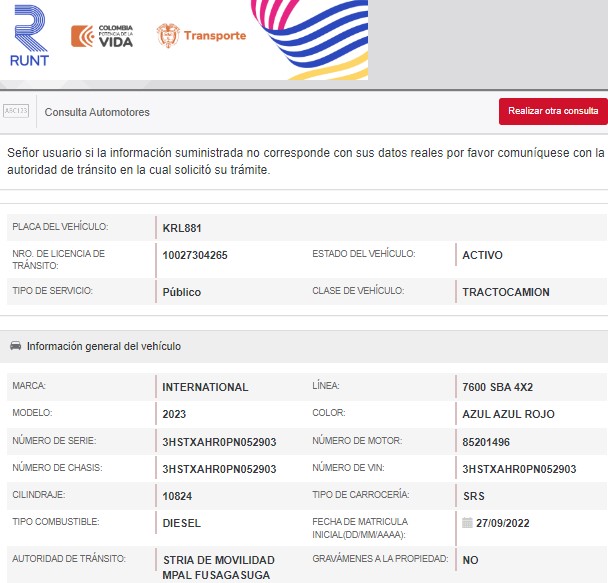 RUNT
COLOMBIA
POTENCIA DE LA
VIDA
Transporte
ABC123
Consulta Automotores
Realizar otra consulta
Señor usuario si la información suministrada no corresponde con sus datos reales por favor comuníquese con la
autoridad de tránsito en la cual solicitó su trámite.
PLACA DEL VEHÍCULO: KRL881
NRO. DE LICENCIA DE
TRÁNSITO: 10027304265 ESTADO DEL VEHÍCULO: ACTIVO
TIPO DE SERVICIO: Público CLASE DE VEHÍCULO: TRACTOCAMION
Información general del vehículo
MARCA: INTERNATIONAL LÍNEA: 7600 SBA 4X2
MODELO: 2023 COLOR: AZUL AZUL ROJO
NÚMERO DE SERIE: 3HSTXAHR0PN052903 NÚMERO DE MOTOR: 85201496
NÚMERO DE CHASIS: 3HSTXAHR0PN052903 NÚMERO DE VIN: 3HSTXAHR0PN052903
CILINDRAJE: 10824 TIPO DE CARROCERÍA: SRS
TIPO COMBUSTIBLE: DIESEL FECHA DE MATRICULA
INICIAL(DD/MM/AAAA): 27/09/2022
AUTORIDAD DE TRÁNSITO: STRIA DE MOVILIDAD GRAVÁMENES A LA PROPIEDAD: NO
MPAL FUSAGASUGA